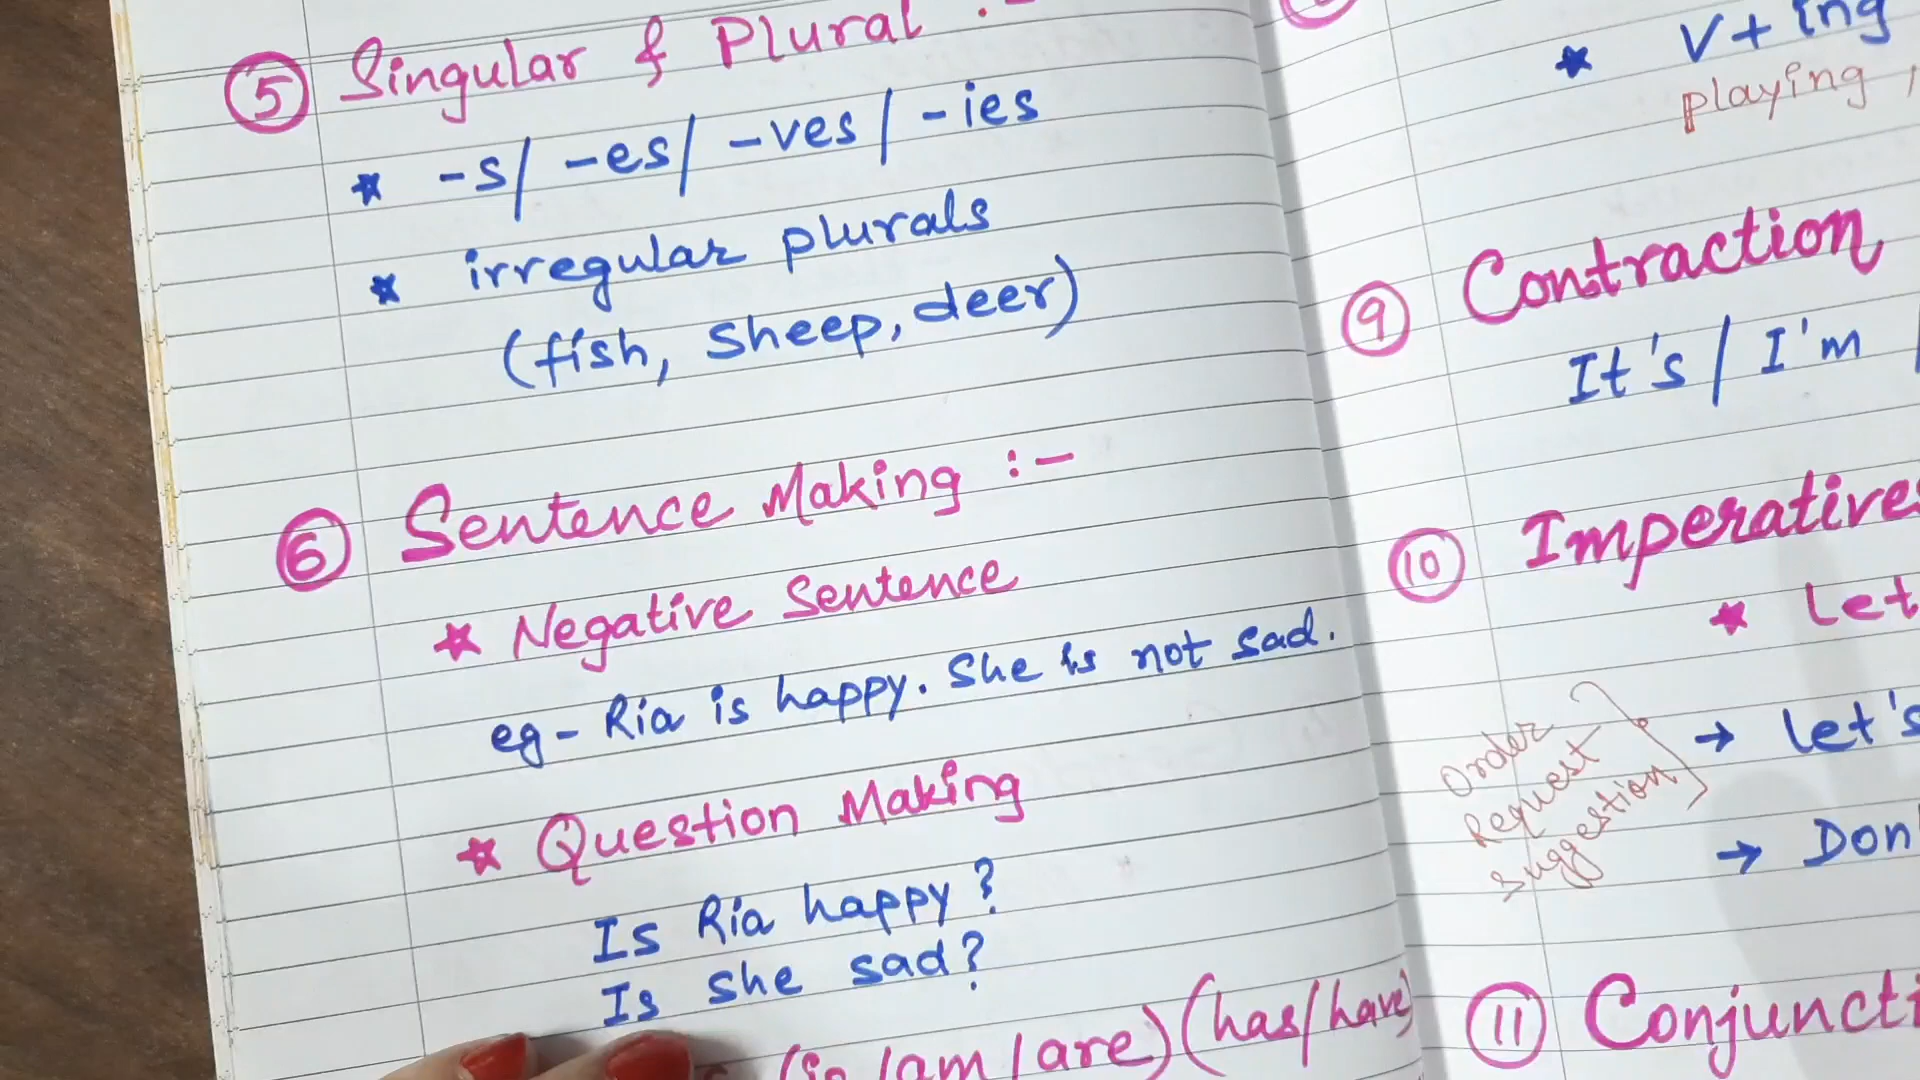 5 Singular & Plural :-
* -s/ -es/ -ves/ -ies
* irregular plurals
(fish, sheep, deer)
6 Sentence Making :-
* Negative Sentence
eg- Ria is happy. She is not sad.
* Question Making
Is Ria happy?
Is she sad?
/am/are) (has/have)
* V+ing
playing,
9 Contraction
It's / I'm /
10 Imperatives
* Let
Order
Request
Suggestion
→ Let's
→ Don'
11 Conjuncti